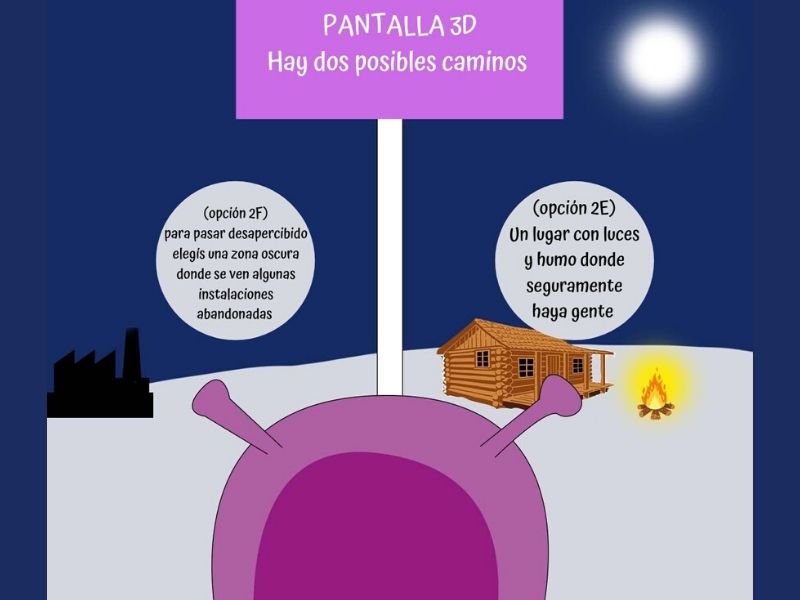 PANTALLA 3D
Hay dos posibles caminos
(opción 2F)
para pasar desapercibido
elegís una zona oscura
donde se ven algunas
instalaciones
abandonadas
(opción 2E)
Un lugar con luces
y humo donde
seguramente
haya gente